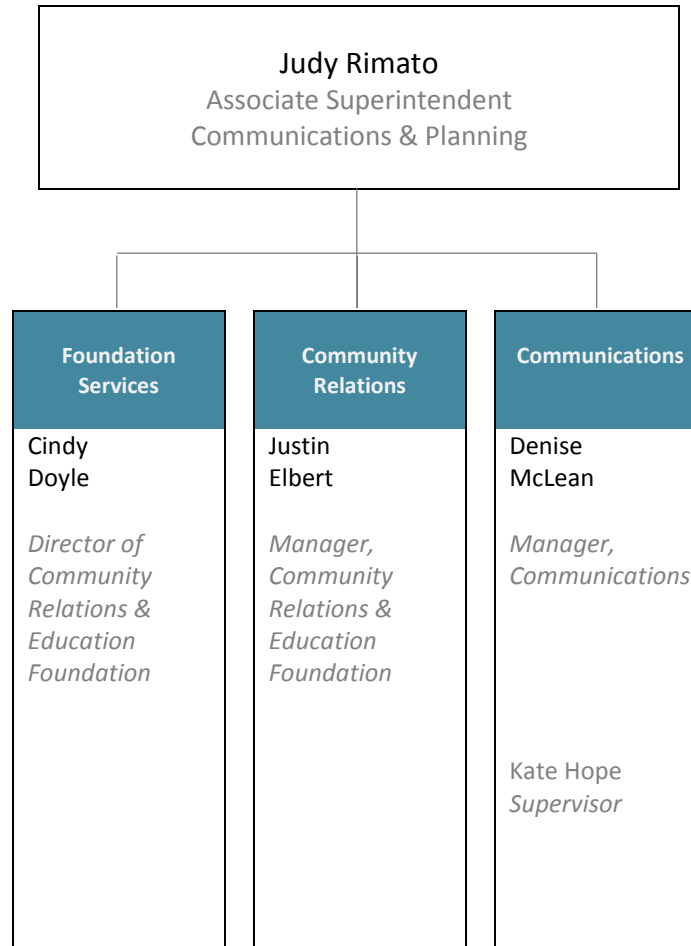 Judy Rimato
Associate Superintendent
Communications & Planning
Foundation
Services
Cindy
Doyle
Director of
Community
Relations &
Education
Foundation
Community
Relations
Justin
Elbert
Manager,
Community
Relations &
Education
Foundation
Communications
Denise
McLean
Manager,
Communications
Kate Hope
Supervisor